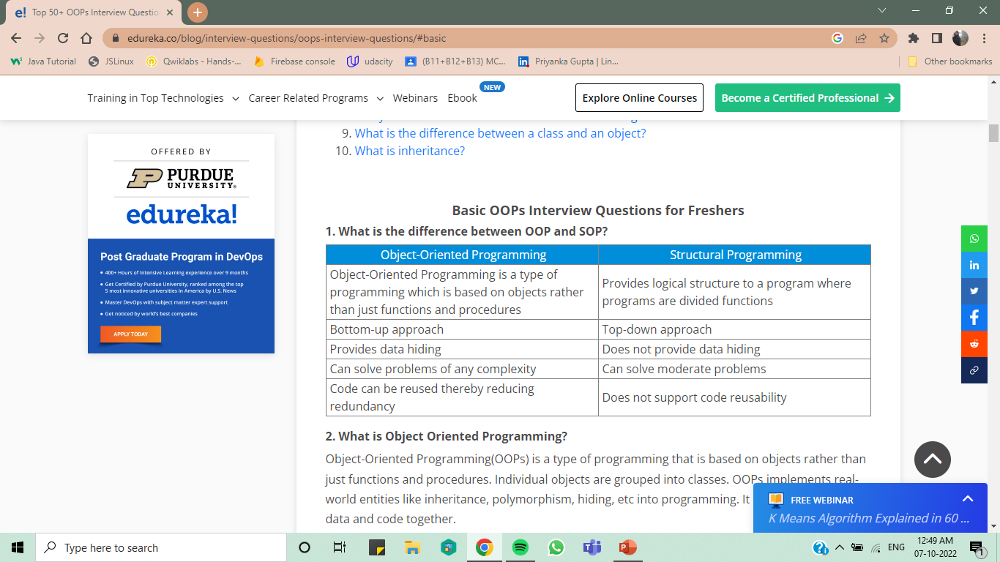 e! Top 50+ OOPs Interview Questio
edureka.co/blog/interview-questions/oops-interview-questions/#basic
Java Tutorial JSLinux Qwiklabs - Hands-... Firebase console udacity (B11+B12+B13) MC... Priyanka Gupta | Lin... Other bookmarks
Training in Top Technologies Career Related Programs Webinars Ebook NEW Explore Online Courses Become a Certified Professional
9. What is the difference between a class and an object?
10. What is inheritance?
OFFERED BY
PURDUE
UNIVERSITY®
edureka!
Post Graduate Program in DevOps
• 400+ Hours of Intensive Learning experience over 9 months
• Get Certified by Purdue University, ranked among the top
5 most innovative universities in America by U.S. News
• Master DevOps with subject matter expert support
• Get noticed by world's best companies
APPLY TODAY
Basic OOPs Interview Questions for Freshers
1. What is the difference between OOP and SOP?
Object-Oriented Programming Structural Programming
Object-Oriented Programming is a type of
programming which is based on objects rather
than just functions and procedures
Provides logical structure to a program where
programs are divided functions
Bottom-up approach Top-down approach
Provides data hiding Does not provide data hiding
Can solve problems of any complexity Can solve moderate problems
Code can be reused thereby reducing
redundancy
Does not support code reusability
2. What is Object Oriented Programming?
Object-Oriented Programming(OOPs) is a type of programming that is based on objects rather than
just functions and procedures. Individual objects are grouped into classes. OOPs implements real-
world entities like inheritance, polymorphism, hiding, etc into programming. It
data and code together.
FREE WEBINAR
K Means Algorithm Explained in 60 ...
Type here to search
ENG
12:49 AM
07-10-2022
1